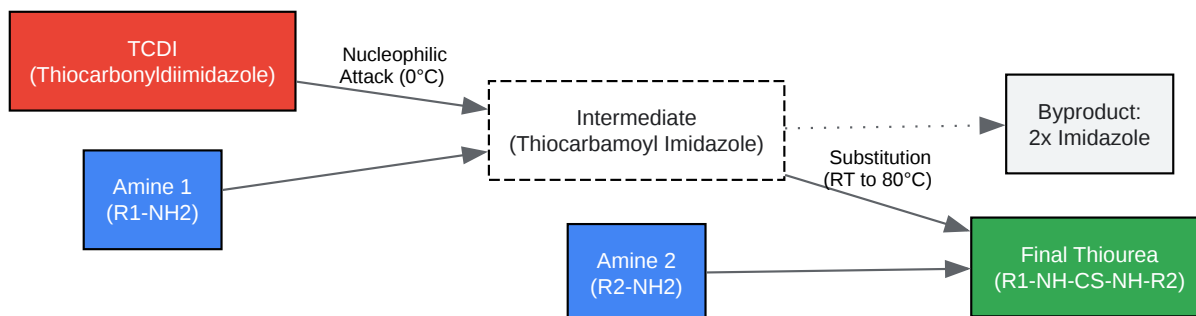 TCDI
(Thiocarbonyldiimidazole)
Nucleophilic
Attack (0°C)
Intermediate
(Thiocarbamoyl Imidazole)
Byproduct:
2x Imidazole
Amine 1
(R1-NH2)
Substitution
(RT to 80°C)
Amine 2
(R2-NH2)
Final Thiourea
(R1-NH-CS-NH-R2)